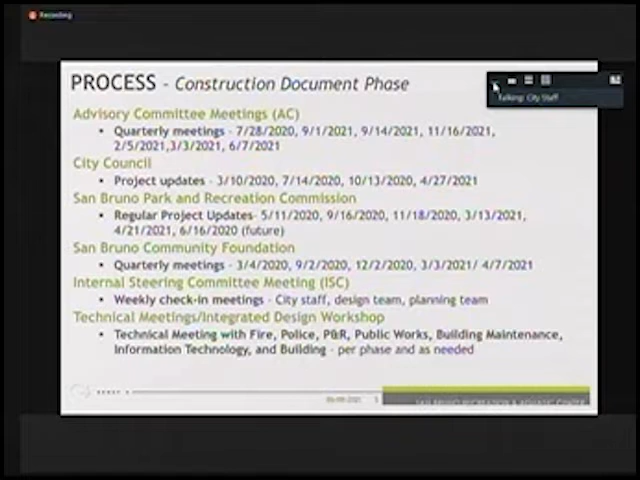 Recording
PROCESS - Construction Document Phase
Talking: City Staff
Advisory Committee Meetings (AC)
• Quarterly meetings - 7/28/2020, 9/1/2021, 9/14/2021, 11/16/2021,
2/5/2021,3/3/2021, 6/7/2021
City Council
• Project updates - 3/10/2020, 7/14/2020, 10/13/2020, 4/27/2021
San Bruno Park and Recreation Commission
• Regular Project Updates- 5/11/2020, 9/16/2020, 11/18/2020, 3/13/2021,
4/21/2021, 6/16/2020 (future)
San Bruno Community Foundation
• Quarterly meetings - 3/4/2020, 9/2/2020, 12/2/2020, 3/3/2021/ 4/7/2021
Internal Steering Committee Meeting (ISC)
• Weekly check-in meetings - City staff, design team, planning team
Technical Meetings/Integrated Design Workshop
• Technical Meeting with Fire, Police, P&R, Public Works, Building Maintenance,
Information Technology, and Building - per phase and as needed
SAN BRUNO RECREATION & AQUATIC CENTER